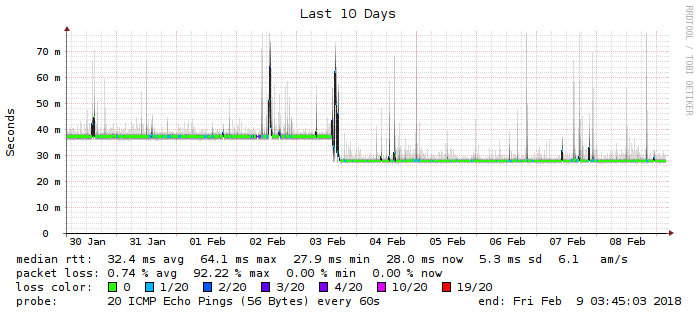 Last 10 Days
RRDTOOL / TOBI OETIKER
Seconds
70 m
60 m
50 m
40 m
30 m
20 m
10 m
0
30 Jan 31 Jan 01 Feb 02 Feb 03 Feb 04 Feb 05 Feb 06 Feb 07 Feb 08 Feb
median rtt: 32.4 ms avg 64.1 ms max 27.9 ms min 28.0 ms now 5.3 ms sd 6.1 am/s
packet loss: 0.74 % avg 92.22 % max 0.00 % min 0.00 % now
loss color: 0 1/20 2/20 3/20 4/20 10/20 19/20
probe: 20 ICMP Echo Pings (56 Bytes) every 60s end: Fri Feb 9 03:45:03 2018